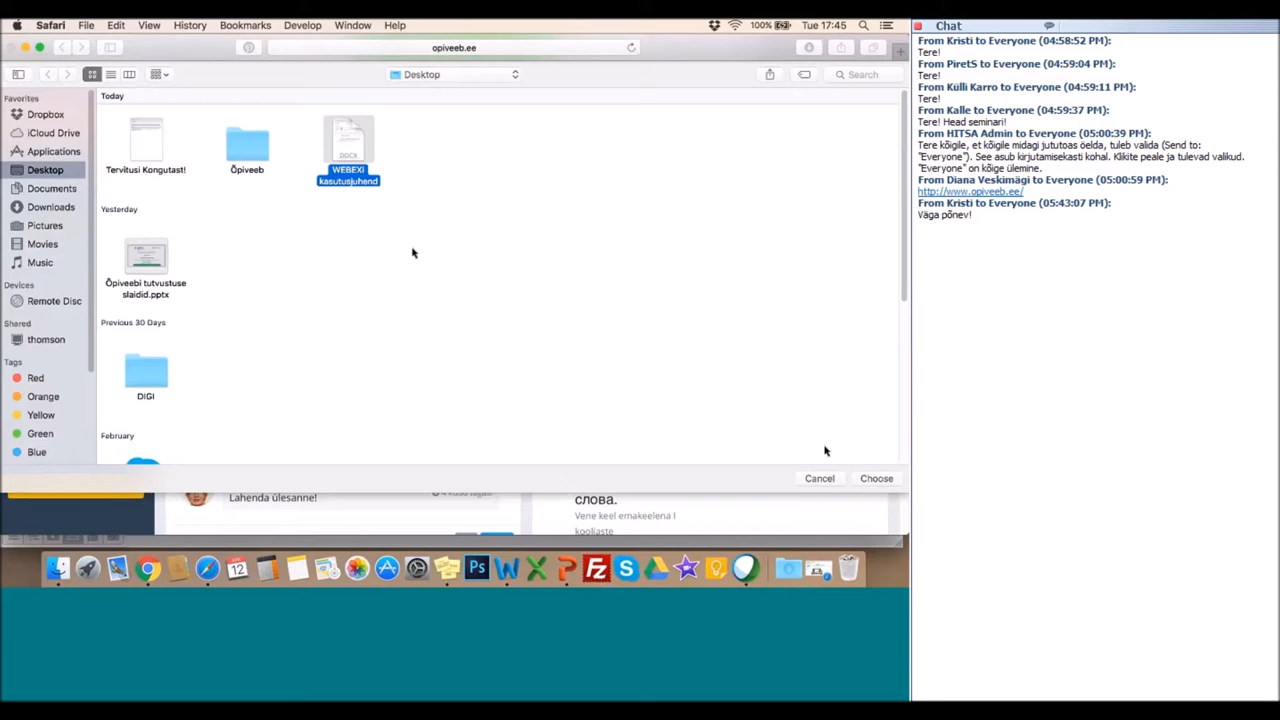 Safari File Edit View History Bookmarks Develop Window Help 100% Tue 17:45
opiveeb.ee
Desktop
Search
Favorites
Dropbox
iCloud Drive
Applications
Desktop
Documents
Downloads
Pictures
Movies
Music
Devices
Remote Disc
Shared
thomson
Tags
Red
Orange
Yellow
Green
Blue
Today
DOCX
Tervitusi Kongutast!
Õpiveeb
WEBEXi
kasutusjuhend
Yesterday
Õpiveebi tutvustuse
slaidid.pptx
Previous 30 Days
DIGI
February
Cancel
Choose
Lahenda ülesanne!
4 kuud tagasi
слова.
Vene keel emakeelena I
kooliaste
12
Ps
Fz
Chat
From Kristi to Everyone (04:58:52 PM):
Tere!
From PiretS to Everyone (04:59:04 PM):
Tere!
From Külli Karro to Everyone (04:59:11 PM):
Tere!
From Kalle to Everyone (04:59:37 PM):
Tere! Head seminari!
From HITSA Admin to Everyone (05:00:39 PM):
Tere kõigile, et kõigile midagi jututoas öelda, tuleb valida (Send to:
"Everyone"). See asub kirjutamisekasti kohal. Klikite peale ja tulevad valikud.
"Everyone" on kõige ülemine.
From Diana Veskimägi to Everyone (05:00:59 PM):
http://www.opiveeb.ee/
From Kristi to Everyone (05:43:07 PM):
Väga põnev!